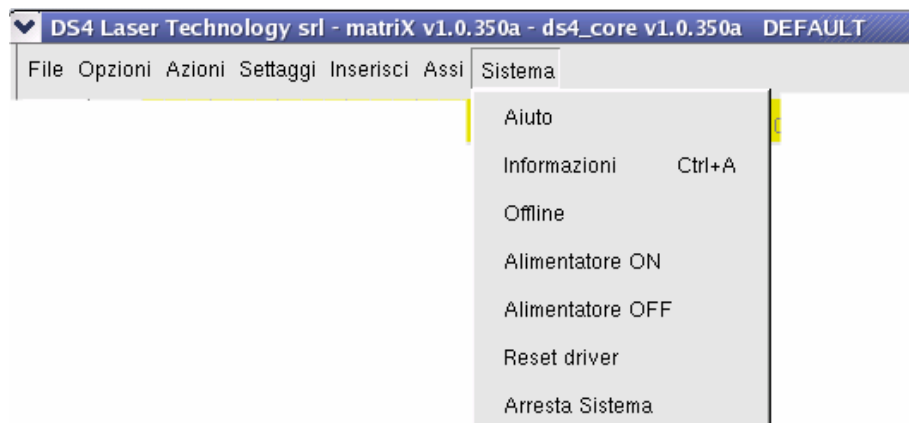 DS4 Laser Technology srl - matriX v1.0.350a - ds4_core v1.0.350a DEFAULT
File Opzioni Azioni Settaggi Inserisci Assi Sistema
Aiuto
Informazioni Ctrl+A
Offline
Alimentatore ON
Alimentatore OFF
Reset driver
Arresta Sistema